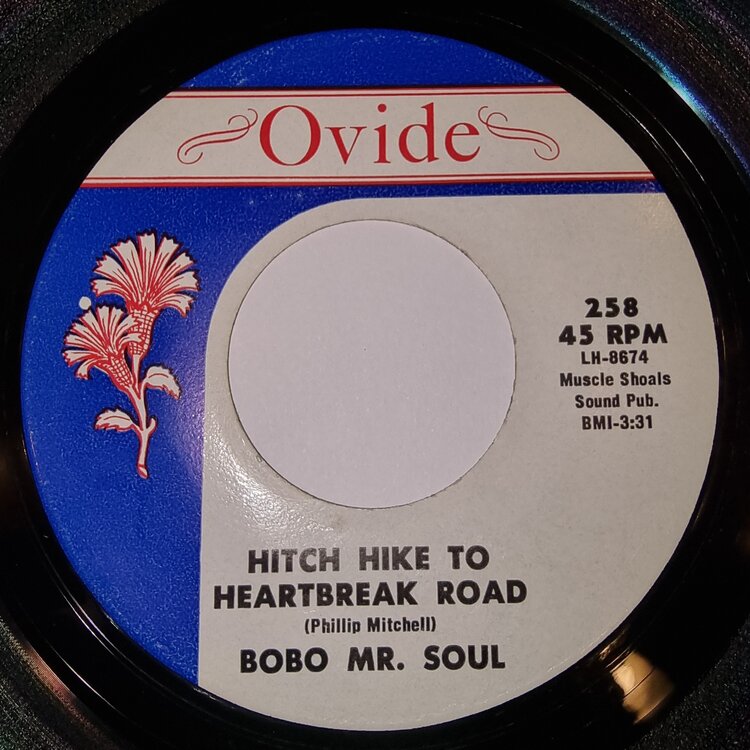 Ovide
258
45 RPM
LH-8674
Muscle Shoals
Sound Pub.
BMI-3:31
HITCH HIKE TO
HEARTBREAK ROAD
(Phillip Mitchell)
BOBO MR. SOUL